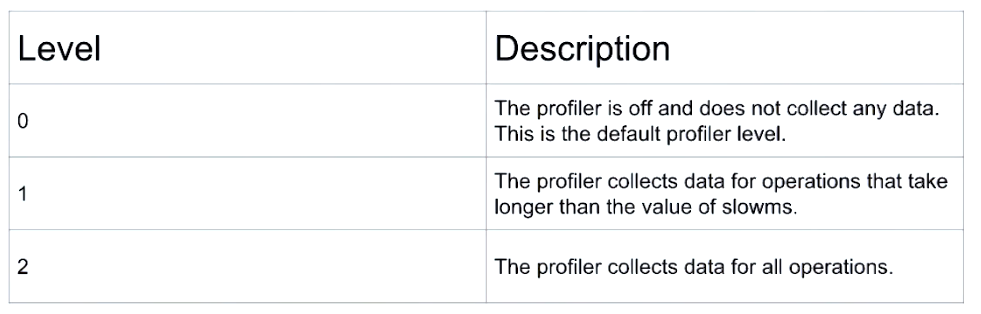 Level
Description
0
The profiler is off and does not collect any data.
This is the default profiler level.
1
The profiler collects data for operations that take
longer than the value of slowms.
2
The profiler collects data for all operations.